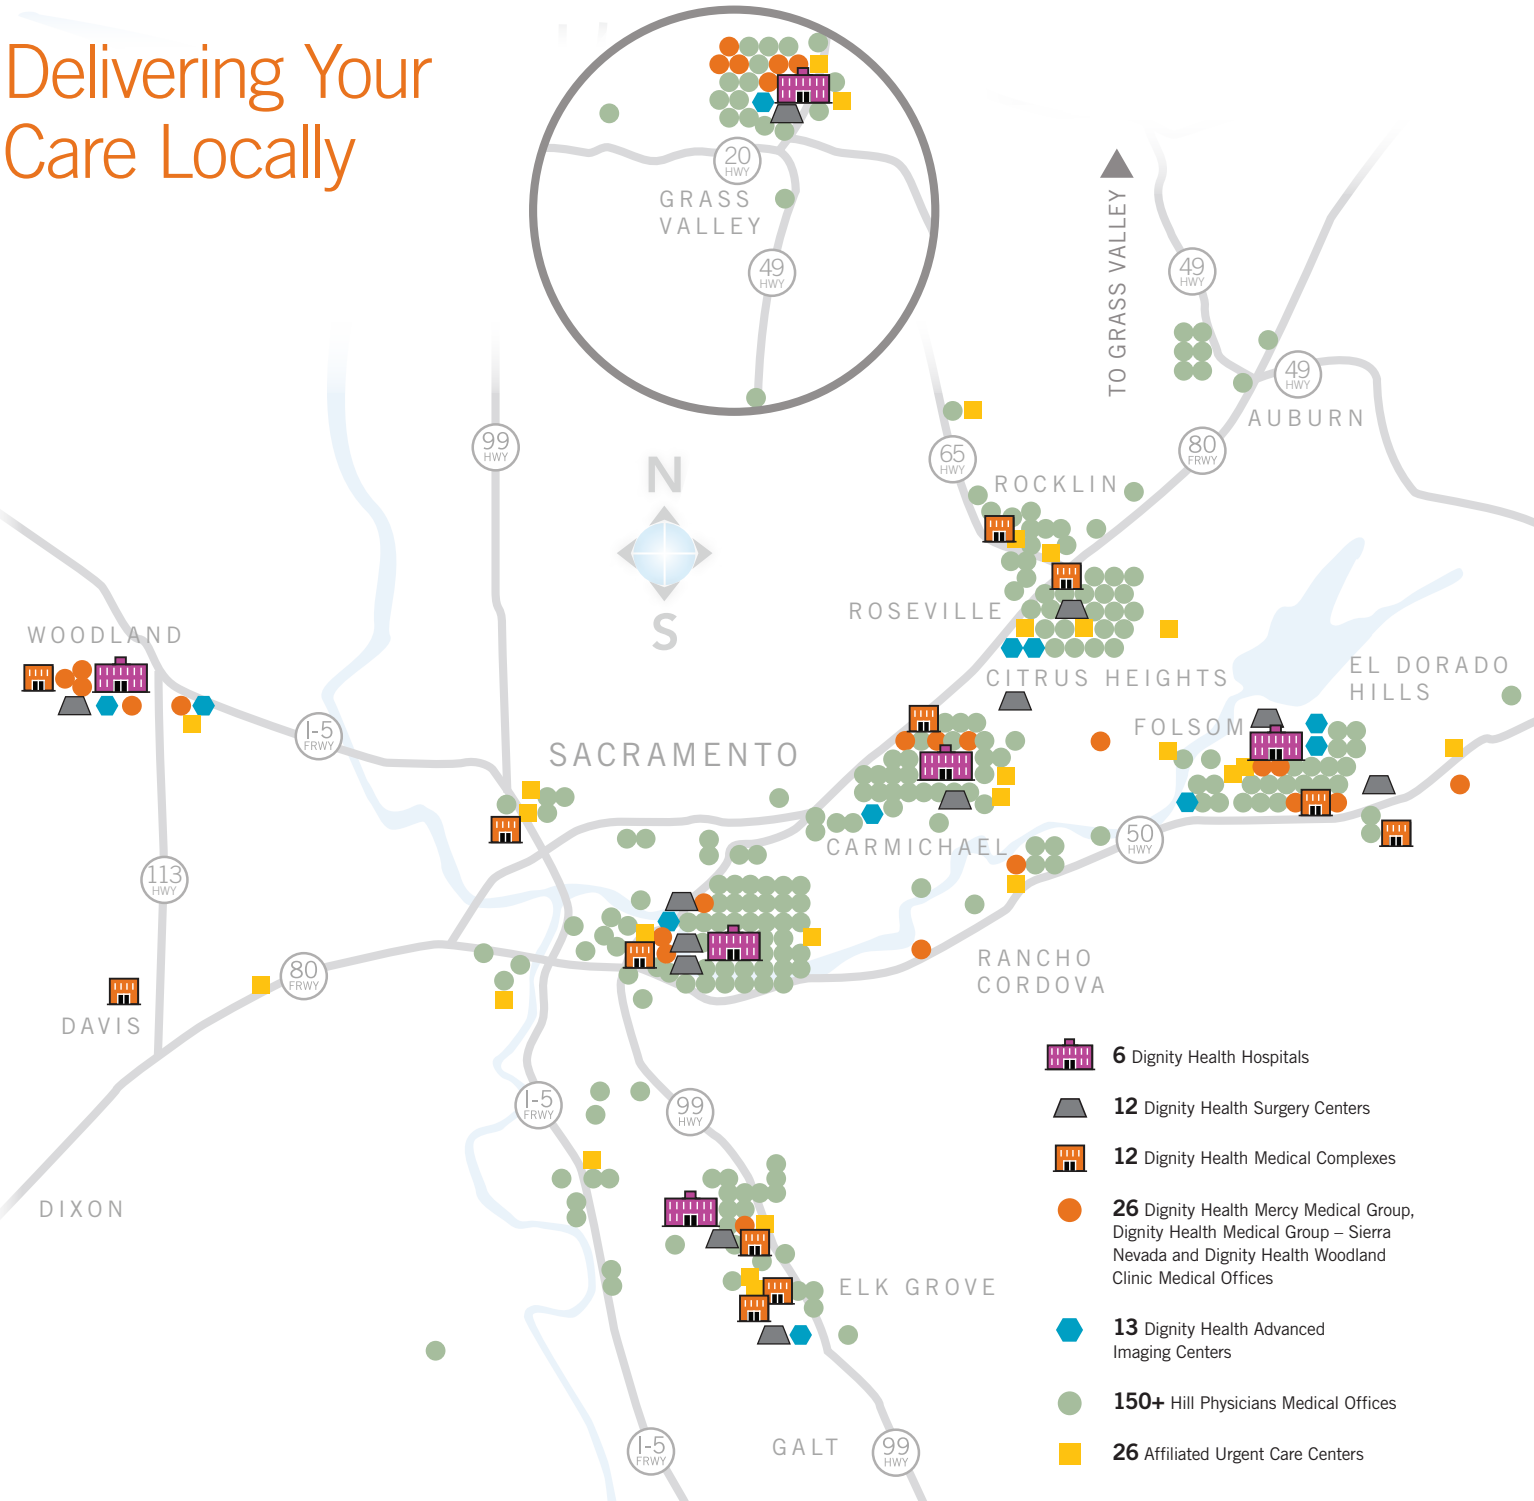 Delivering Your
Care Locally
20
HWY
GRASS
VALLEY
49
HWY
TO GRASS VALLEY
49
HWY
49
HWY
AUBURN
99
HWY
65
HWY
80
FRWY
N
S
ROCKLIN
ROSEVILLE
WOODLAND
CITRUS HEIGHTS
EL DORADO
HILLS
I-5
FRWY
SACRAMENTO
FOLSOM
CARMICHAEL
50
HWY
113
HWY
80
FRWY
RANCHO
CORDOVA
DAVIS
I-5
FRWY
99
HWY
DIXON
ELK GROVE
GALT
I-5
FRWY
99
HWY
6 Dignity Health Hospitals
12 Dignity Health Surgery Centers
12 Dignity Health Medical Complexes
26 Dignity Health Mercy Medical Group,
Dignity Health Medical Group – Sierra
Nevada and Dignity Health Woodland
Clinic Medical Offices
13 Dignity Health Advanced
Imaging Centers
150+ Hill Physicians Medical Offices
26 Affiliated Urgent Care Centers